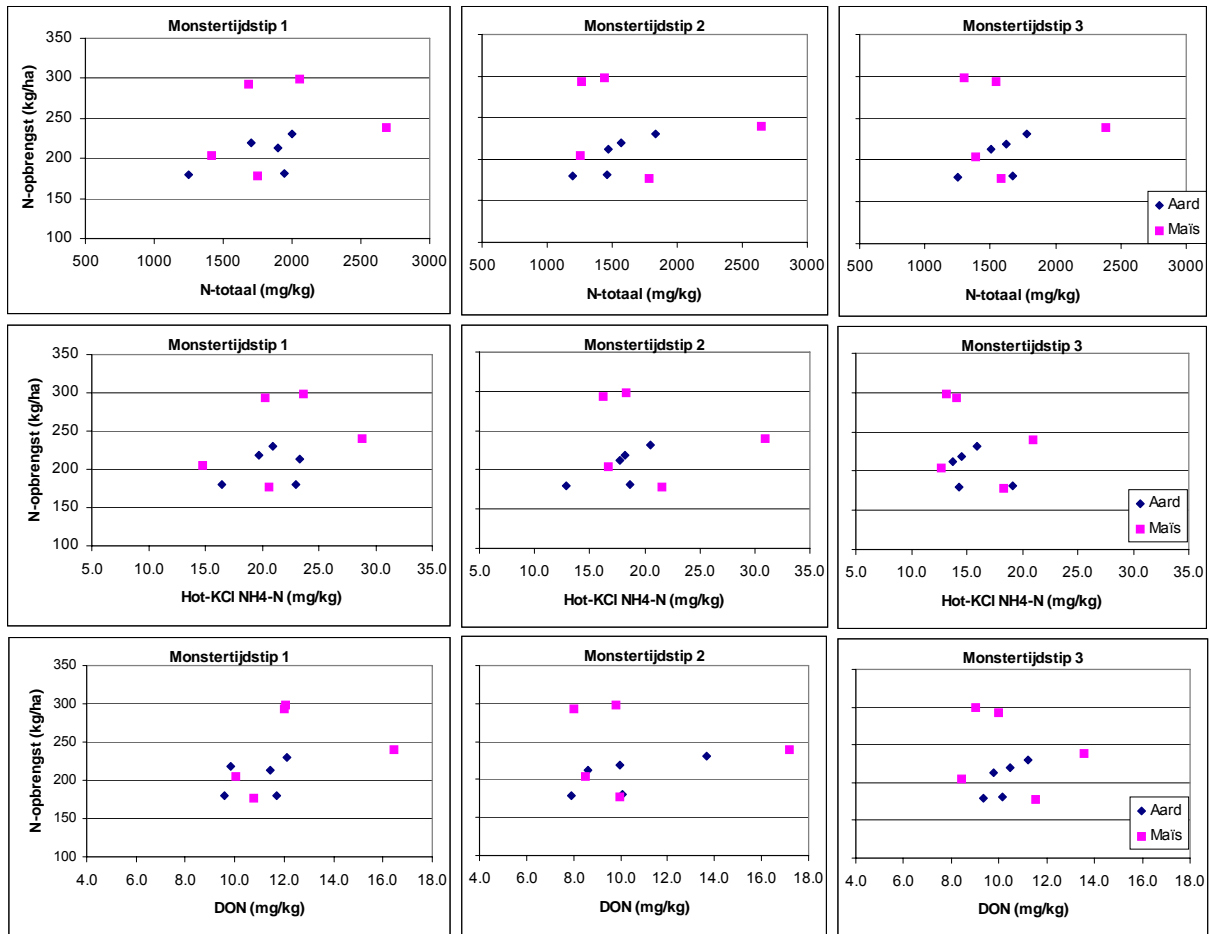 Monstertijdstip 1
350
300
250
200
150
100
N-opbrengst (kg/ha)
500 1000 1500 2000 2500 3000
N-totaal (mg/kg)
Monstertijdstip 2
500 1000 1500 2000 2500 3000
N-totaal (mg/kg)
Monstertijdstip 3
Aard
Maïs
500 1000 1500 2000 2500 3000
N-totaal (mg/kg)
Monstertijdstip 1
350
300
250
200
150
100
N-opbrengst (kg/ha)
5.0 10.0 15.0 20.0 25.0 30.0 35.0
Hot-KCl NH4-N (mg/kg)
Monstertijdstip 2
5.0 10.0 15.0 20.0 25.0 30.0 35.0
Hot-KCl NH4-N (mg/kg)
Monstertijdstip 3
Aard
Maïs
5.0 10.0 15.0 20.0 25.0 30.0 35.0
Hot-KCl NH4-N (mg/kg)
Monstertijdstip 1
350
300
250
200
150
100
N-opbrengst (kg/ha)
4.0 6.0 8.0 10.0 12.0 14.0 16.0 18.0
DON (mg/kg)
Monstertijdstip 2
4.0 6.0 8.0 10.0 12.0 14.0 16.0 18.0
DON (mg/kg)
Monstertijdstip 3
Aard
Maïs
4.0 6.0 8.0 10.0 12.0 14.0 16.0 18.0
DON (mg/kg)